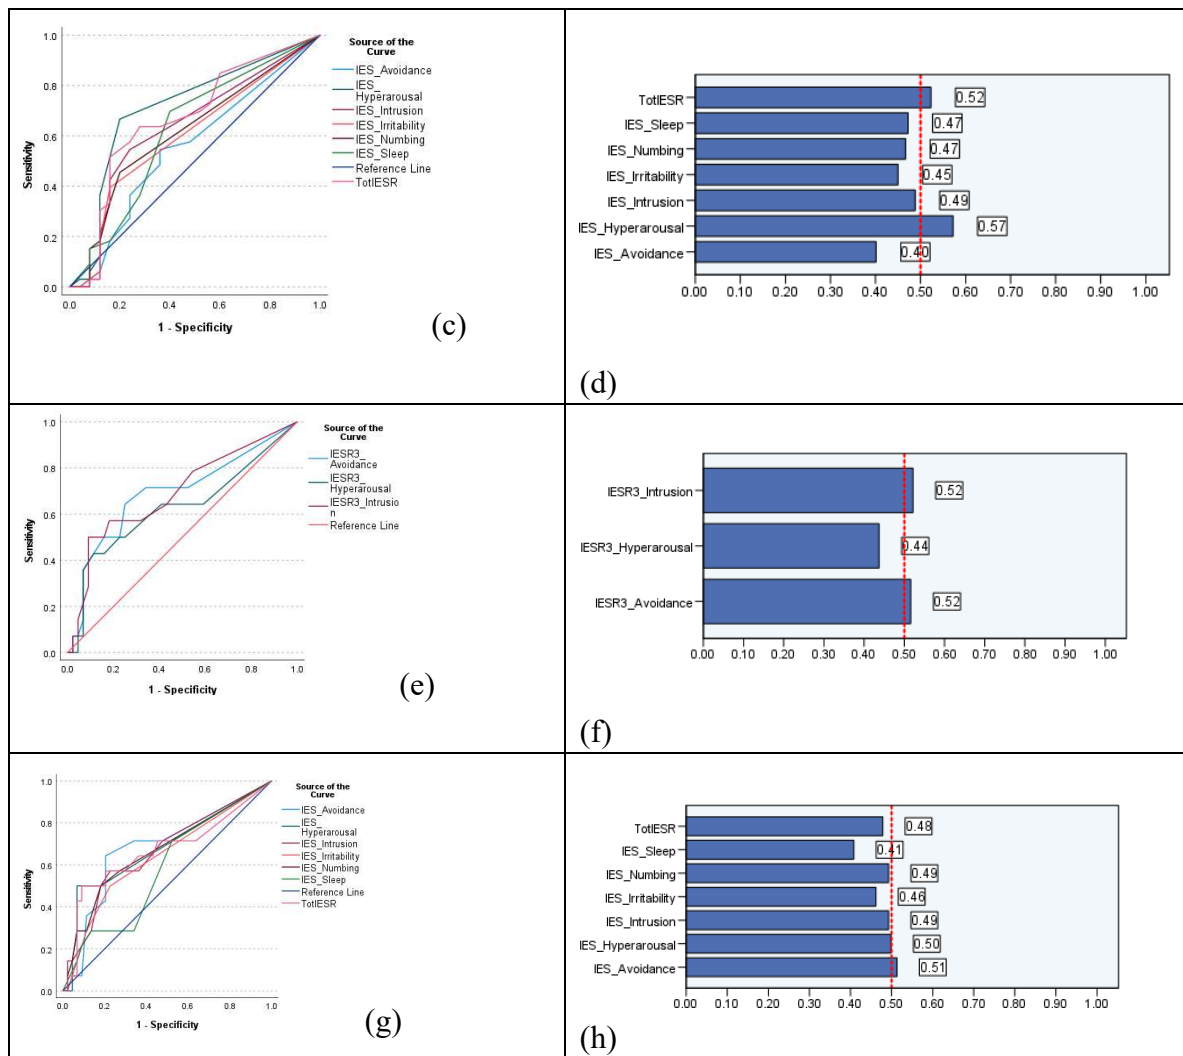 Source of the
Curve
IES_Avoidance
IES_
Hyperarousal
IES_Intrusion
IES_Irritability
IES_Numbing
IES_Sleep
Reference Line
TotIESR
1.0
0.8
0.6
0.4
0.2
0.0
Sensitivity
0.0 0.2 0.4 0.6 0.8 1.0
1 - Specificity
(c)
TotIESR 0.52
IES_Sleep 0.47
IES_Numbing 0.47
IES_Irritability 0.45
IES_Intrusion 0.49
IES_Hyperarousal 0.57
IES_Avoidance 0.40
0.00 0.10 0.20 0.30 0.40 0.50 0.60 0.70 0.80 0.90 1.00
(d)
Source of the
Curve
IESR3_
Avoidance
IESR3_
Hyperarousal
IESR3_Intrusio
n
Reference Line
1.0
0.8
0.6
0.4
0.2
0.0
Sensitivity
0.0 0.2 0.4 0.6 0.8 1.0
1 - Specificity
(e)
IESR3_Intrusion 0.52
IESR3_Hyperarousal 0.44
IESR3_Avoidance 0.52
0.00 0.10 0.20 0.30 0.40 0.50 0.60 0.70 0.80 0.90 1.00
(f)
Source of the
Curve
IES_Avoidance
IES_
Hyperarousal
IES_Intrusion
IES_Irritability
IES_Numbing
IES_Sleep
Reference Line
TotIESR
1.0
0.8
0.6
0.4
0.2
0.0
Sensitivity
0.0 0.2 0.4 0.6 0.8 1.0
1 - Specificity
(g)
TotIESR 0.48
IES_Sleep 0.41
IES_Numbing 0.49
IES_Irritability 0.46
IES_Intrusion 0.49
IES_Hyperarousal 0.50
IES_Avoidance 0.51
0.00 0.10 0.20 0.30 0.40 0.50 0.60 0.70 0.80 0.90 1.00
(h)